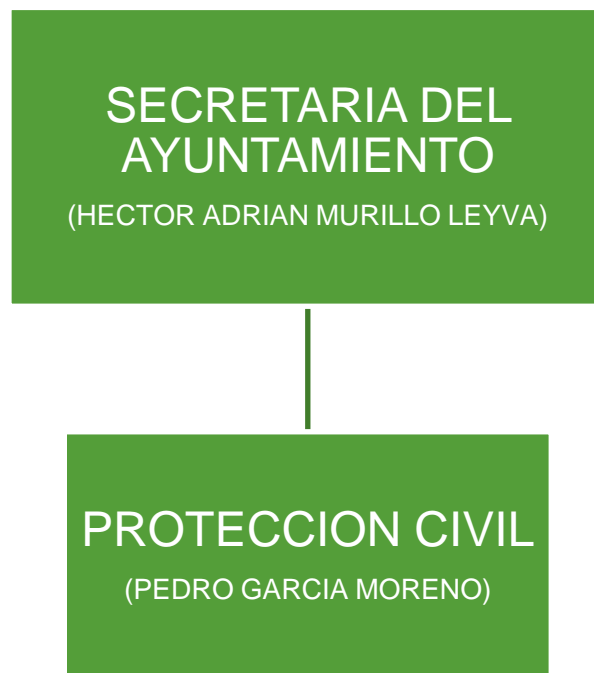 SECRETARIA DEL
AYUNTAMIENTO
(HECTOR ADRIAN MURILLO LEYVA)
PROTECCION CIVIL
(PEDRO GARCIA MORENO)